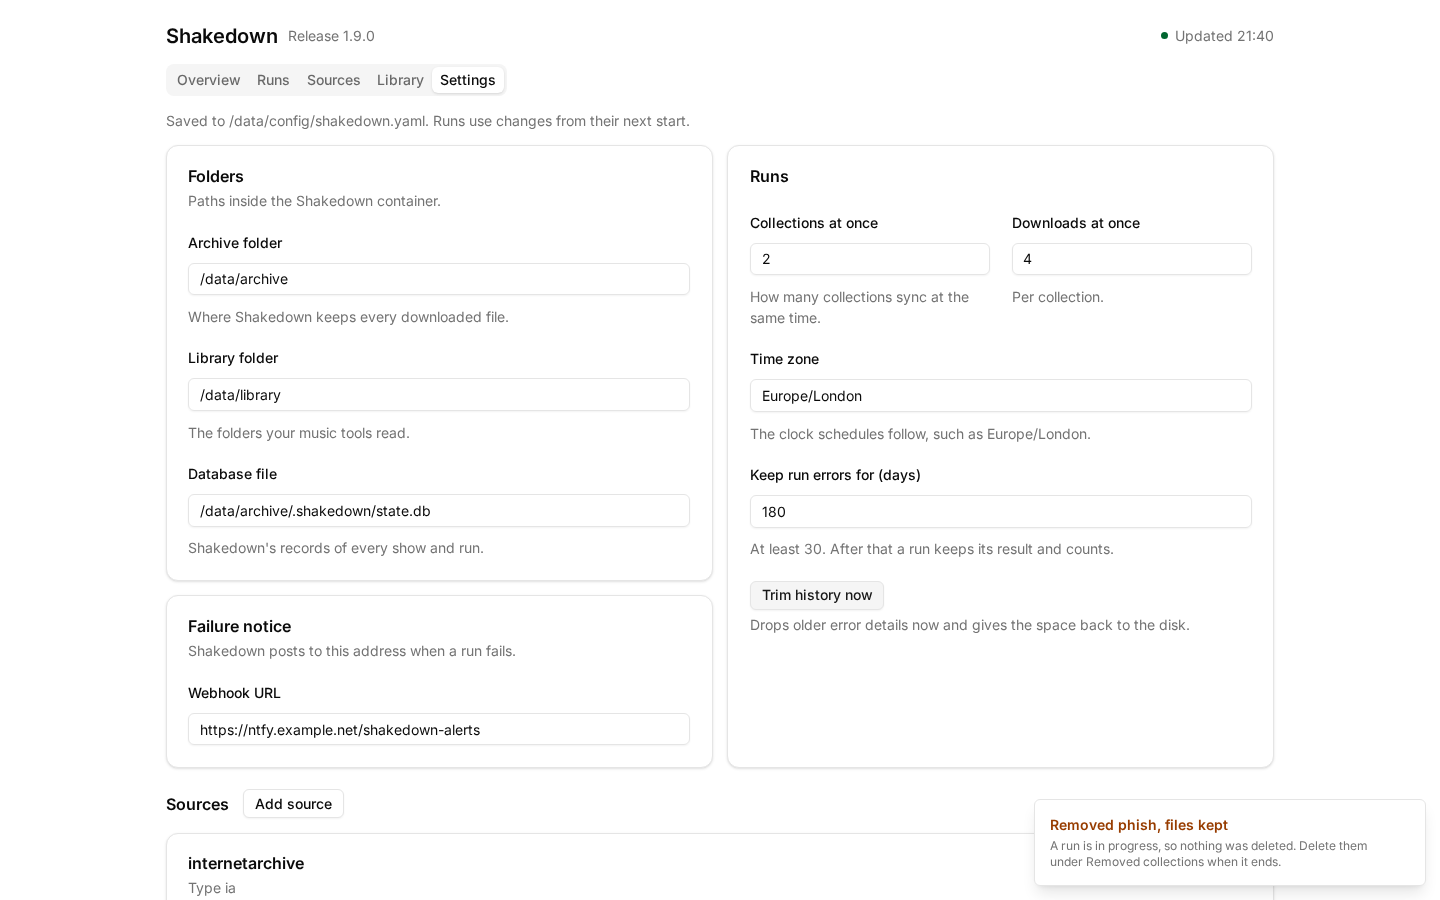 Shakedown Release 1.9.0
Updated 21:40
Overview Runs Sources Library Settings
Saved to /data/config/shakedown.yaml. Runs use changes from their next start.
Folders
Paths inside the Shakedown container.
Archive folder
/data/archive
Where Shakedown keeps every downloaded file.
Library folder
/data/library
The folders your music tools read.
Database file
/data/archive/.shakedown/state.db
Shakedown's records of every show and run.
Failure notice
Shakedown posts to this address when a run fails.
Webhook URL
https://ntfy.example.net/shakedown-alerts
Runs
Collections at once
2
How many collections sync at the
same time.
Downloads at once
4
Per collection.
Time zone
Europe/London
The clock schedules follow, such as Europe/London.
Keep run errors for (days)
180
At least 30. After that a run keeps its result and counts.
Trim history now
Drops older error details now and gives the space back to the disk.
Sources
Add source
internetarchive
Type ia
Removed phish, files kept
A run is in progress, so nothing was deleted. Delete them
under Removed collections when it ends.